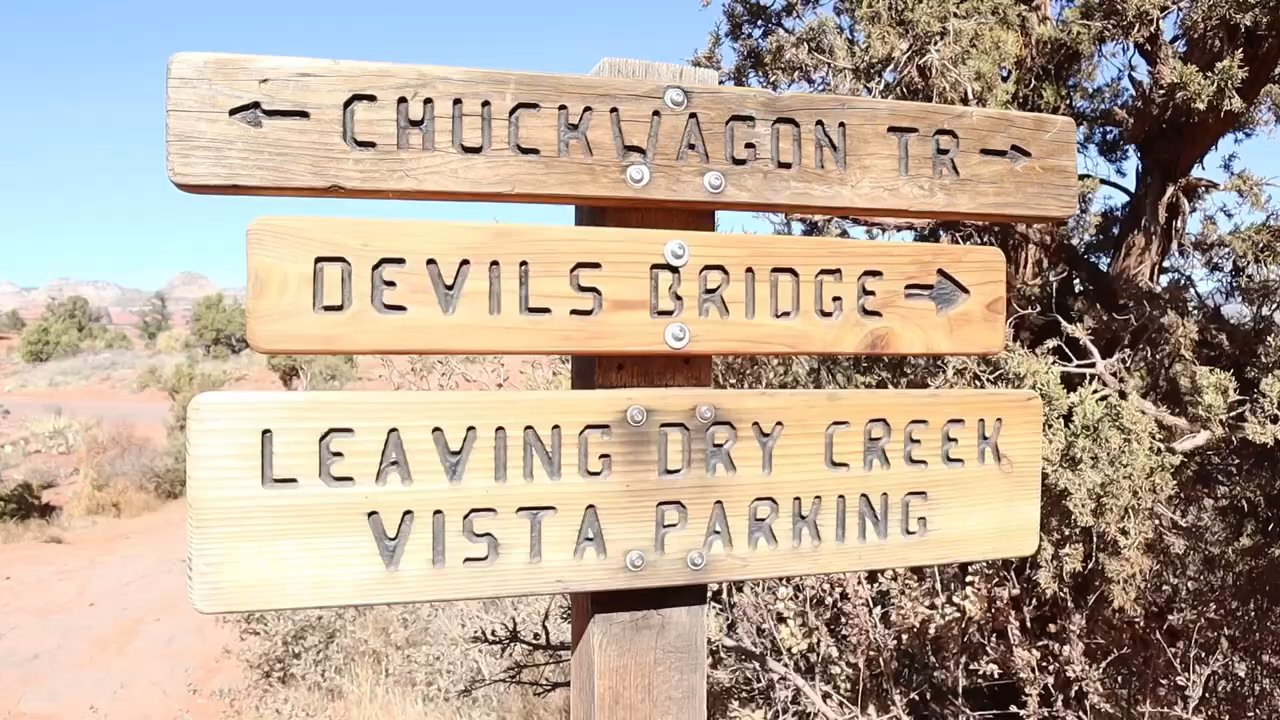 ← CHUCKWAGON TR →
DEVILS BRIDGE →
LEAVING DRY CREEK
VISTA PARKING